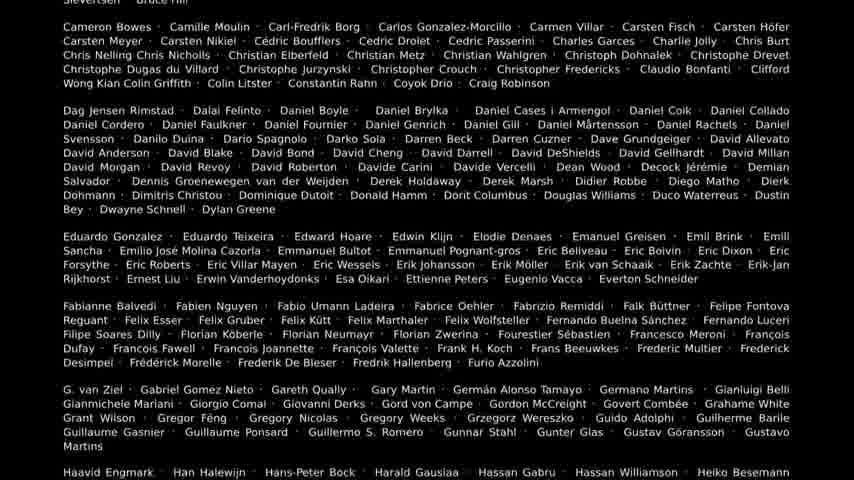 Sievertsen · Bruce Hill
Cameron Bowes · Camille Moulin · Carl-Fredrik Borg · Carlos Gonzalez-Morcillo · Carmen Villar · Carsten Fisch · Carsten Höfer
Carsten Meyer · Carsten Nikiel · Cédric Boufflers · Cedric Drolet · Cedric Passerini · Charles Garces · Charlie Jolly · Chris Burt
Chris Nelling Chris Nicholls · Christian Elberfeld · Christian Metz · Christian Wahlgren · Christoph Dohnalek · Christophe Drevet
Christophe Dugas du Villard · Christophe Jurzynski · Christopher Crouch · Christopher Fredericks · Claudio Bonfanti · Clifford
Wong Kian Colin Griffith · Colin Litster · Constantin Rahn · Coyok Drio · Craig Robinson
Dag Jensen Rimstad · Dalai Felinto · Daniel Boyle · Daniel Brylka · Daniel Cases i Armengol · Daniel Coik · Daniel Collado
Daniel Cordero · Daniel Faulkner · Daniel Fournier · Daniel Genrich · Daniel Gill · Daniel Mårtensson · Daniel Rachels · Daniel
Svensson · Danilo Duina · Dario Spagnolo · Darko Sola · Darren Beck · Darren Cuzner · Dave Grundgeiger · David Allevato
David Anderson · David Blake · David Bond · David Cheng · David Darrell · David DeShields · David Gellhardt · David Millan
David Morgan · David Revoy · David Roberton · Davide Carini · Davide Vercelli · Dean Wood · Decock Jérémie · Demian
Salvador · Dennis Groenewegen van der Weijden · Derek Holdaway · Derek Marsh · Didier Robbe · Diego Matho · Dierk
Dohmann · Dimitris Christou · Dominique Dutoit · Donald Hamm · Dorit Columbus · Douglas Williams · Duco Waterreus · Dustin
Bey · Dwayne Schnell · Dylan Greene
Eduardo Gonzalez · Eduardo Teixeira · Edward Hoare · Edwin Klijn · Elodie Denaes · Emanuel Greisen · Emil Brink · Emill
Sancha · Emilio José Molina Cazorla · Emmanuel Bultot · Emmanuel Pognant-gros · Eric Beliveau · Eric Boivin · Eric Dixon · Eric
Forsythe · Eric Roberts · Eric Villar Mayen · Eric Wessels · Erik Johansson · Erik Möller · Erik van Schaaik · Erik Zachte · Erik-Jan
Rijkhorst · Ernest Liu · Erwin Vanderhoydonks · Esa Oikari · Ettienne Peters · Eugenio Vacca · Everton Schneider
Fabianne Balvedi · Fabien Nguyen · Fabio Umann Ladeira · Fabrice Oehler · Fabrizio Remiddi · Falk Büttner · Felipe Fontova
Reguant · Felix Esser · Felix Gruber · Felix Kütt · Felix Marthaler · Felix Wolfsteller · Fernando Buelna Sánchez · Fernando Luceri
Filipe Soares Dilly · Florian Köberle · Florian Neumayr · Florian Zwerina · Fourestier Sébastien · Francesco Meroni · François
Dufay · Francois Fawell · Francois Joannette · François Valette · Frank H. Koch · Frans Beeuwkes · Frederic Multier · Frederick
Desimpel · Frédérick Morelle · Frederik De Bleser · Fredrik Hallenberg · Furio Azzolini
G. van Ziel · Gabriel Gomez Nieto · Gareth Qually · Gary Martin · Germán Alonso Tamayo · Germano Martins · Gianluigi Belli
Gianmichele Mariani · Giorgio Comai · Giovanni Derks · Gord von Campe · Gordon McCreight · Govert Combée · Grahame White
Grant Wilson · Gregor Fêng · Gregory Nicolas · Gregory Weeks · Grzegorz Wereszko · Guido Adolphi · Guilherme Barile
Guillaume Gasnier · Guillaume Ponsard · Guillermo S. Romero · Gunnar Stahl · Gunter Glas · Gustav Göransson · Gustavo
Martins
Haavid Engmark · Han Halewijn · Hans-Peter Bock · Harald Gauslaa · Hassan Gabru · Hassan Williamson · Heiko Besemann